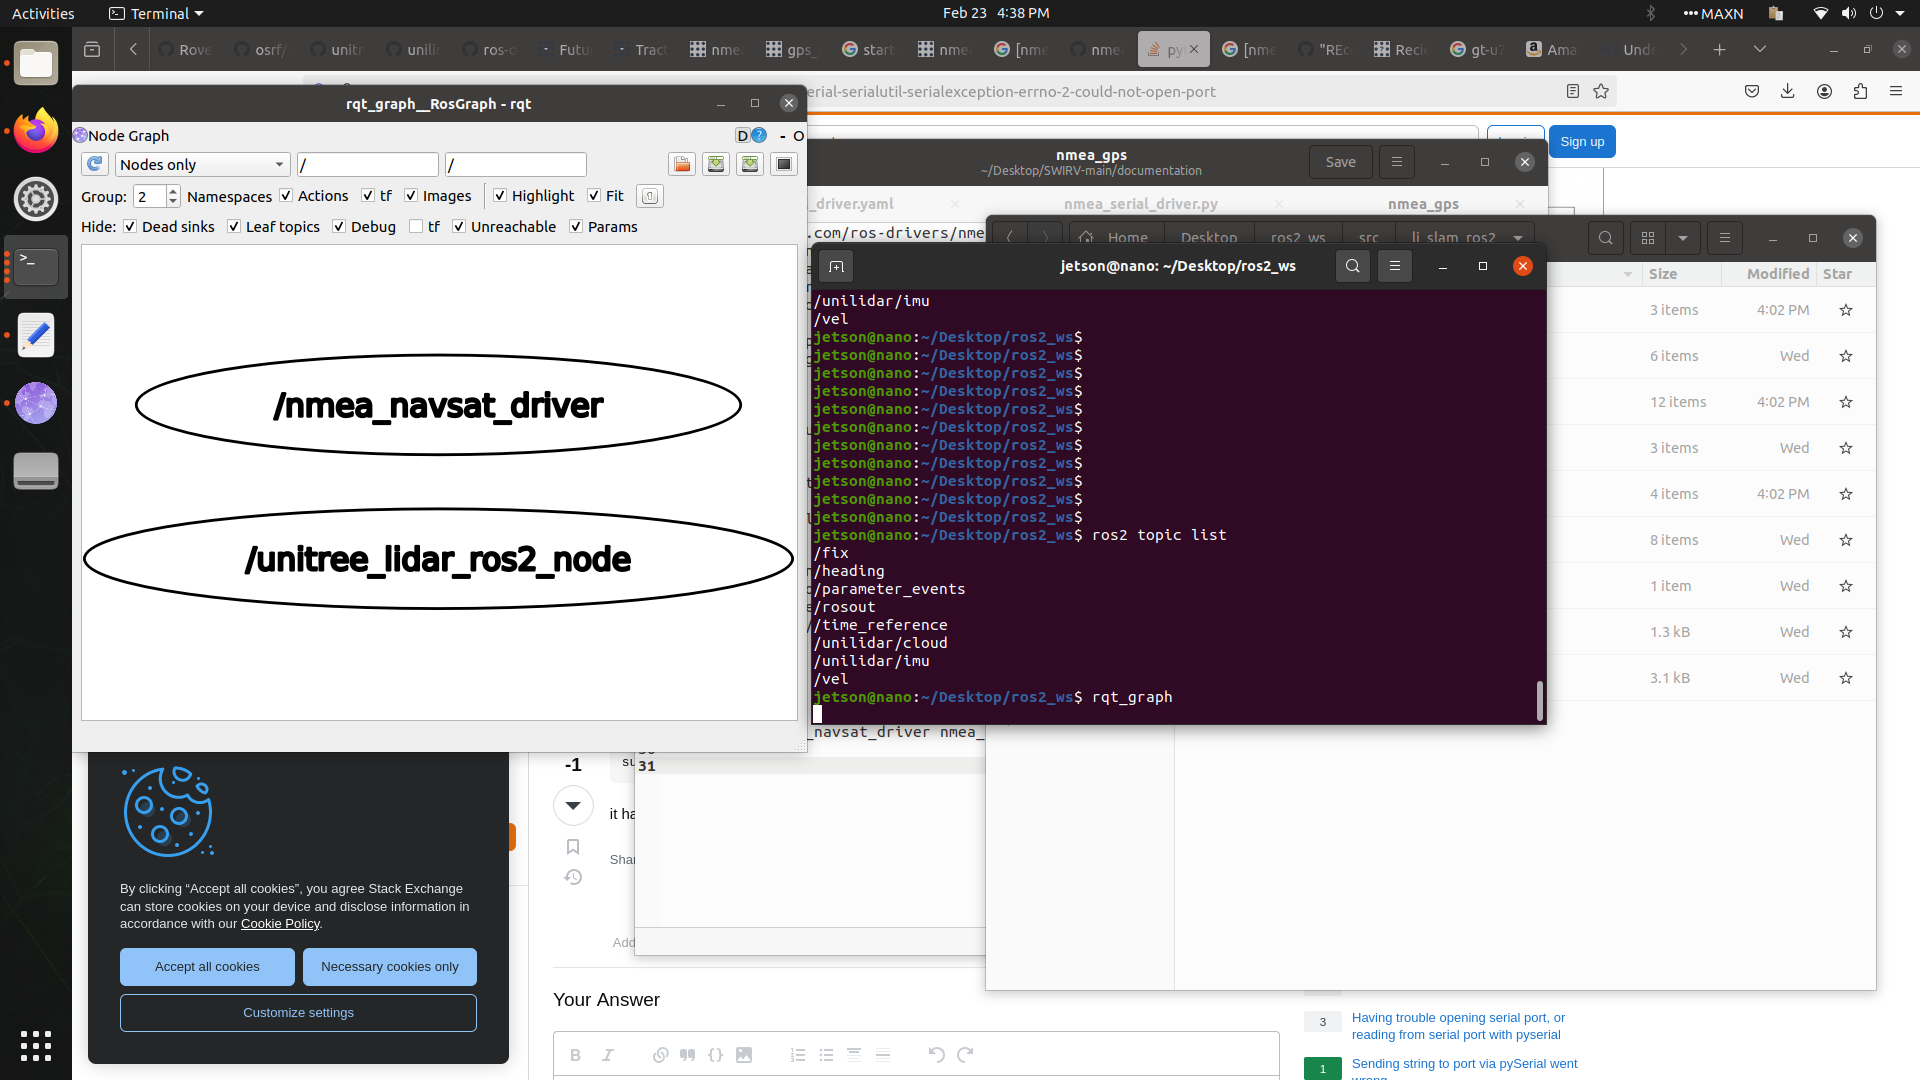 Activities
Terminal
Feb 23 4:38 PM
MAXN
Rove
osrf/
unitr
unili
ros-d
Futu
Tract
nme
gps_
start
nme
[nme
nme
py
[nme
"REc
Recie
gt-u7
Ama
Unde
erial-serialutil-serialexception-errno-2-could-not-open-port
Sign up
rqt_graph__RosGraph - rqt
Node Graph
D
?
- O
Nodes only
/
/
Group:
2
Namespaces
Actions
tf
Images
Highlight
Fit
Hide:
Dead sinks
Leaf topics
Debug
tf
Unreachable
Params
/nmea_navsat_driver
/unitree_lidar_ros2_node
nmea_gps
~/Desktop/SWIRV-main/documentation
Save
_driver.yaml
nmea_serial_driver.py
nmea_gps
.com/ros-drivers/nme
_navsat_driver nmea_
31
Home
Desktop
ros2_ws
src
li_slam_ros2
Size
Modified
Star
3 items
4:02 PM
6 items
Wed
12 items
4:02 PM
3 items
Wed
4 items
4:02 PM
8 items
Wed
1 item
Wed
1.3 kB
Wed
3.1 kB
Wed
jetson@nano: ~/Desktop/ros2_ws
/unilidar/imu
/vel
jetson@nano:~/Desktop/ros2_ws$
jetson@nano:~/Desktop/ros2_ws$
jetson@nano:~/Desktop/ros2_ws$
jetson@nano:~/Desktop/ros2_ws$
jetson@nano:~/Desktop/ros2_ws$
jetson@nano:~/Desktop/ros2_ws$
jetson@nano:~/Desktop/ros2_ws$
jetson@nano:~/Desktop/ros2_ws$
jetson@nano:~/Desktop/ros2_ws$
jetson@nano:~/Desktop/ros2_ws$
jetson@nano:~/Desktop/ros2_ws$
jetson@nano:~/Desktop/ros2_ws$ ros2 topic list
/fix
/heading
/parameter_events
/rosout
/time_reference
/unilidar/cloud
/unilidar/imu
/vel
jetson@nano:~/Desktop/ros2_ws$ rqt_graph
-1
su
it ha
Shar
Add
By clicking “Accept all cookies”, you agree Stack Exchange
can store cookies on your device and disclose information in
accordance with our Cookie Policy.
Accept all cookies
Necessary cookies only
Customize settings
Your Answer
B
I
3
Having trouble opening serial port, or
reading from serial port with pyserial
1
Sending string to port via pySerial went